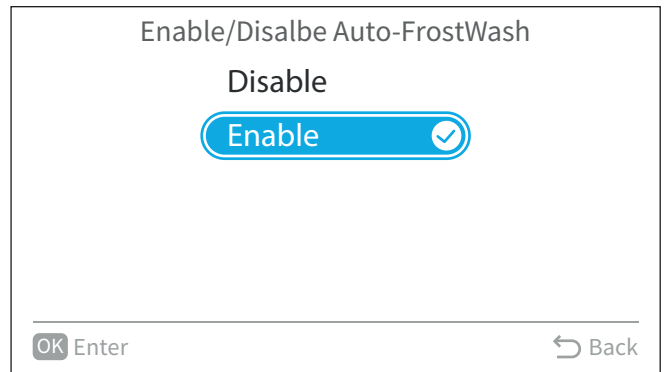 Enable/Disalbe Auto-FrostWash
Disable
Enable
OK Enter
Back